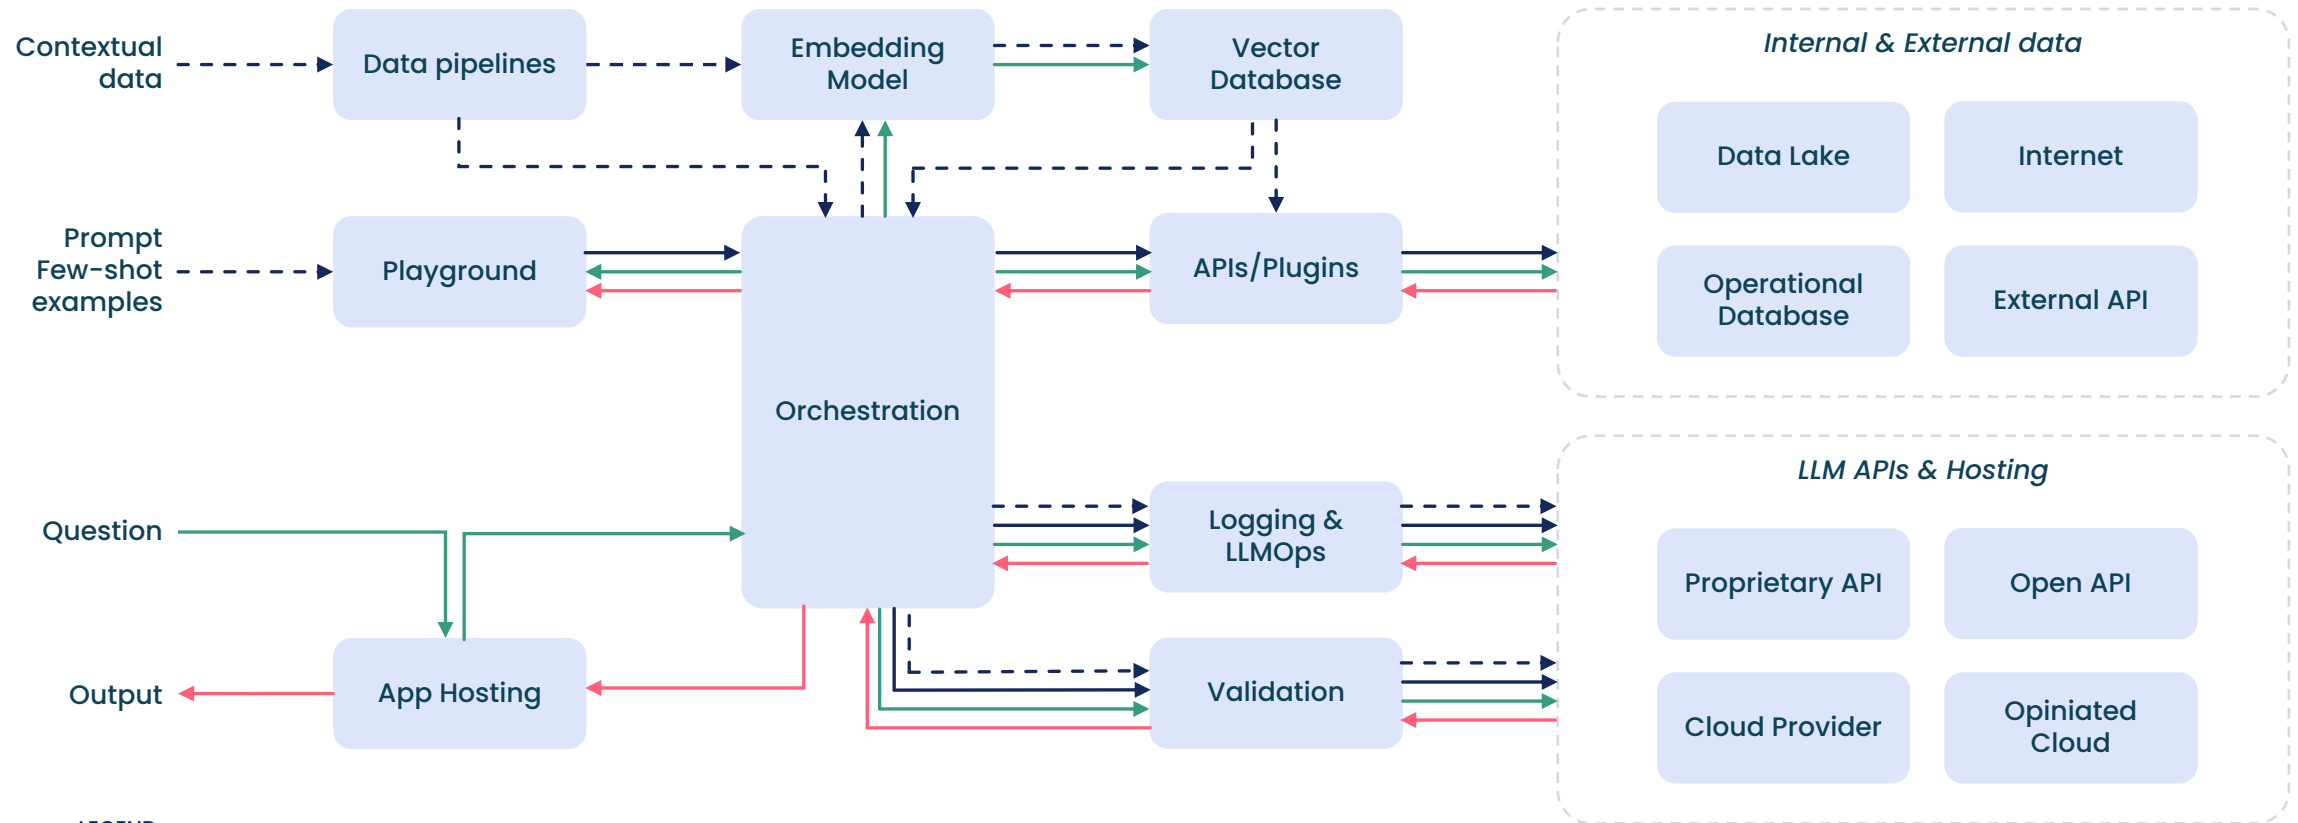 Contextual
data
Data pipelines
Embedding
Model
Vector
Database
Internal & External data
Data Lake
Internet
Operational
Database
External API
Prompt
Few-shot
examples
Playground
APIs/Plugins
Orchestration
LLM APIs & Hosting
Logging &
LLMOps
Proprietary API
Open API
Question
Output
App Hosting
Validation
Cloud Provider
Opiniated
Cloud
LEGEND